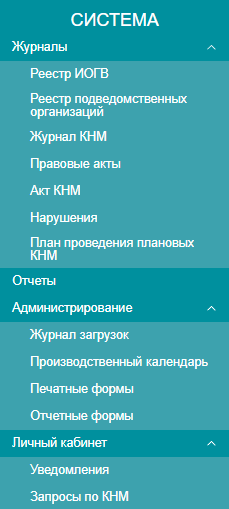 СИСТЕМА
Журналы
Реестр ИОГВ
Реестр подведомственных
организаций
Журнал КНМ
Правовые акты
Акт КНМ
Нарушения
План проведения плановых
КНМ
Отчеты
Администрирование
Журнал загрузок
Производственный календарь
Печатные формы
Отчетные формы
Личный кабинет
Уведомления
Запросы по КНМ